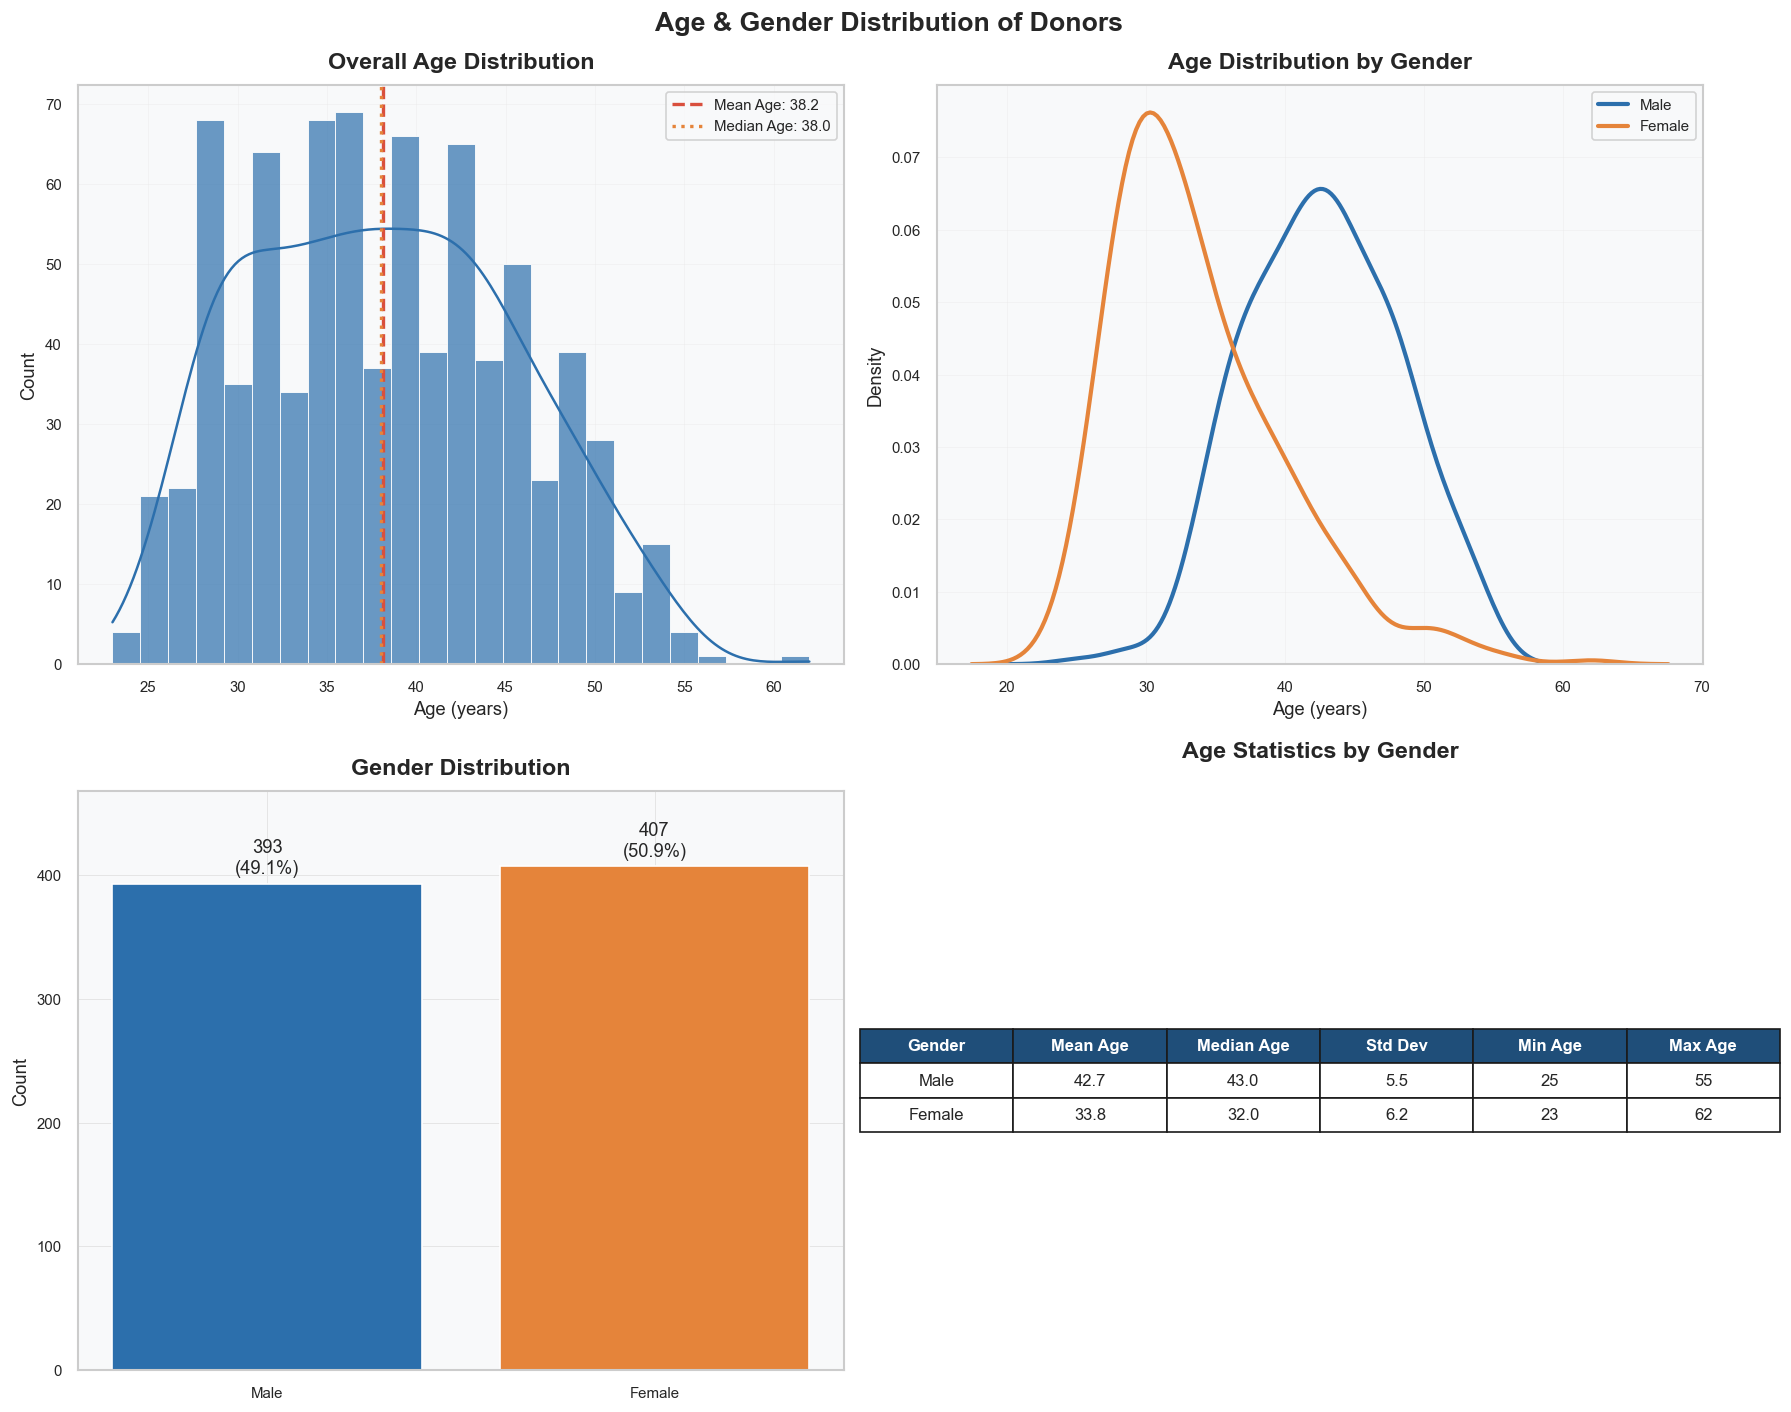 Age & Gender Distribution of Donors
Overall Age Distribution
70
60
50
40
30
20
10
0
Count
25 30 35 40 45 50 55 60
Age (years)
Mean Age: 38.2
Median Age: 38.0
Age Distribution by Gender
0.07
0.06
0.05
0.04
0.03
0.02
0.01
0.00
Density
20 30 40 50 60 70
Age (years)
Male
Female
Gender Distribution
400
300
200
100
0
Count
393
(49.1%)
407
(50.9%)
Male Female
Age Statistics by Gender
Gender Mean Age Median Age Std Dev Min Age Max Age
Male 42.7 43.0 5.5 25 55
Female 33.8 32.0 6.2 23 62